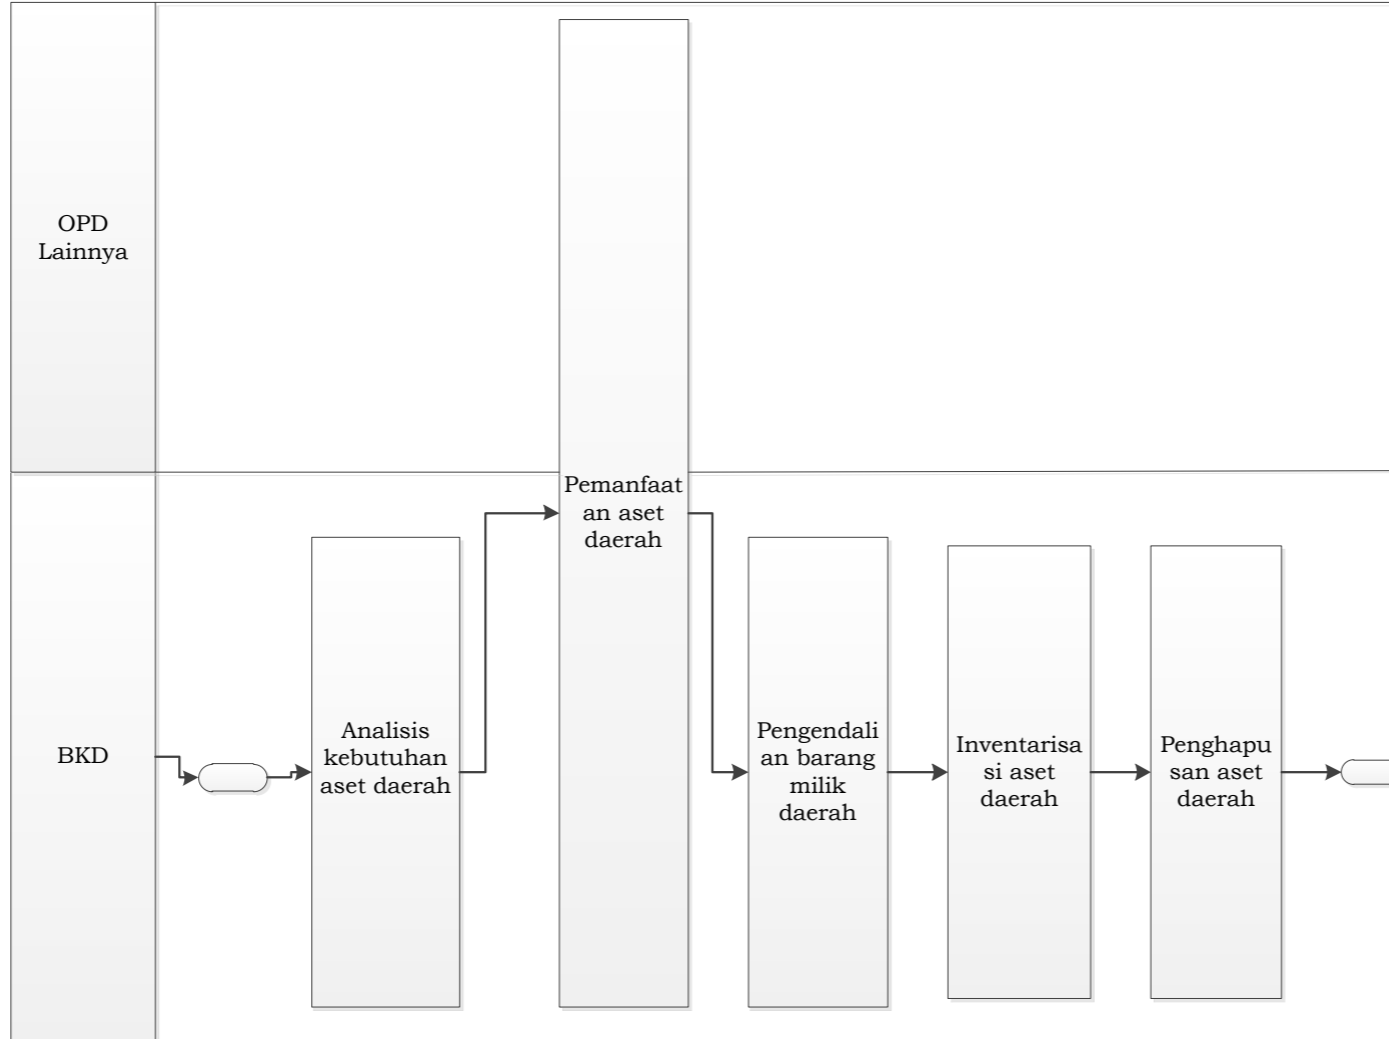 OPD
Lainnya
Pemanfaat
an aset
daerah
BKD
Analisis
kebutuhan
aset daerah
Pengendali
an barang
milik
daerah
Inventarisa
si aset
daerah
Penghapu
san aset
daerah